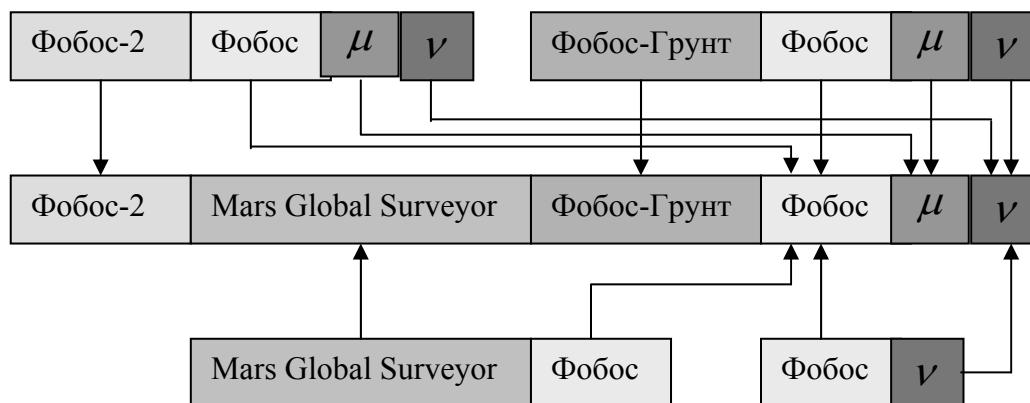 Фобос-2 Фобос μ ν Фобос-Грунт Фобос μ ν
Фобос-2 Mars Global Surveyor Фобос-Грунт Фобос μ ν
Mars Global Surveyor Фобос Фобос ν